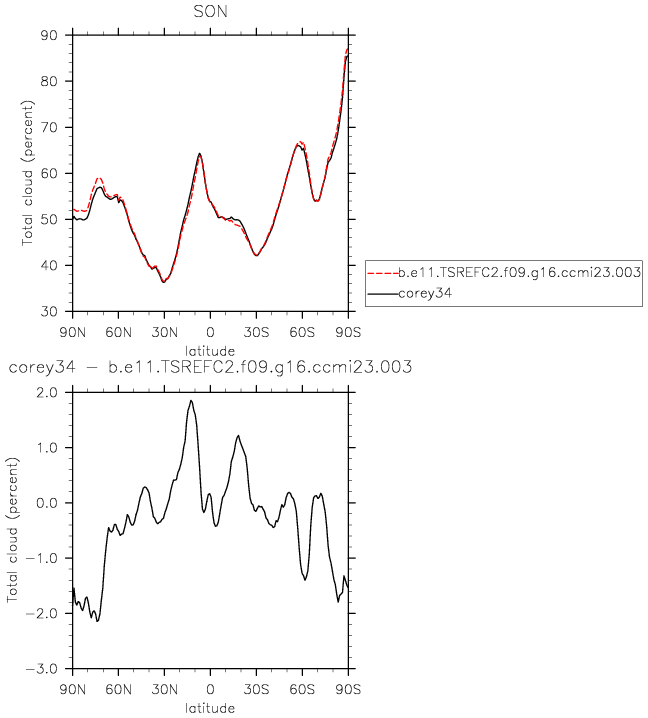 SON
90
80
70
60
50
40
30
Total cloud (percent)
90N 60N 30N 0 30S 60S 90S
latitude
b.e11.TSREFC2.f09.g16.ccmi23.003
corey34
corey34 − b.e11.TSREFC2.f09.g16.ccmi23.003
2.0
1.0
0.0
−1.0
−2.0
−3.0
Total cloud (percent)
90N 60N 30N 0 30S 60S 90S
latitude